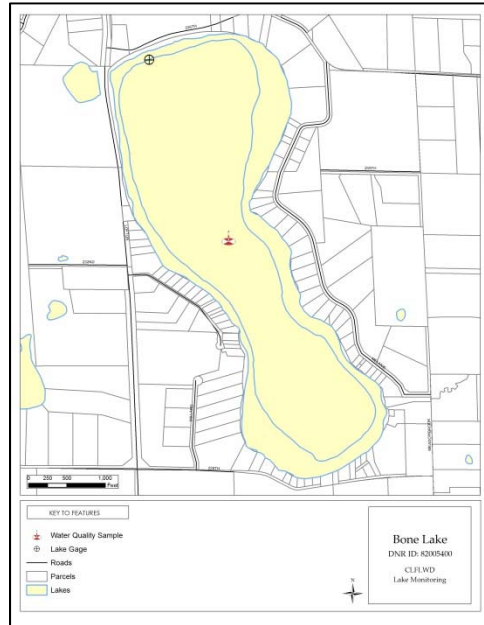 0 250 500 1,000
Feet
KEY TO FEATURES
Water Quality Sample
Lake Gage
Roads
Parcels
Lakes
N
Bone Lake
DNR ID: 82005400
CLFLWD
Lake Monitoring